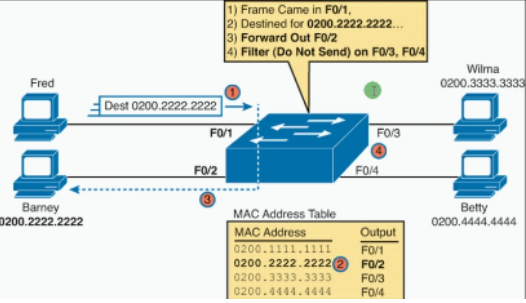 1) Frame Came in F0/1,
2) Destined for 0200.2222.2222...
3) Forward Out F0/2
4) Filter (Do Not Send) on F0/3, F0/4
Fred
Wilma
0200.3333.3333
1
Dest 0200.2222.2222
F0/1
F0/3
4
F0/2
F0/4
3
Barney
0200.2222.2222
Betty
0200.4444.4444
MAC Address Table
MAC Address Output
0200.1111.1111 F0/1
0200.2222.2222 2 F0/2
0200.3333.3333 F0/3
0200.4444.4444 F0/4